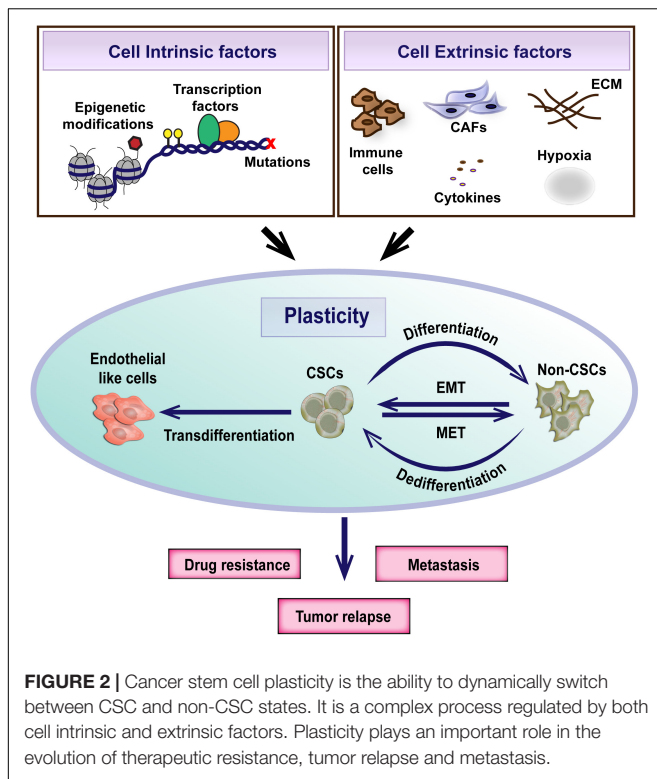 Cell Intrinsic factors
Epigenetic
modifications
Transcription
factors
Mutations
Cell Extrinsic factors
Immune
cells
CAFs
ECM
Cytokines
Hypoxia
Plasticity
Endothelial
like cells
Transdifferentiation
CSCs
Differentiation
EMT
MET
Dedifferentiation
Non-CSCs
Drug resistance
Metastasis
Tumor relapse
FIGURE 2 | Cancer stem cell plasticity is the ability to dynamically switch
between CSC and non-CSC states. It is a complex process regulated by both
cell intrinsic and extrinsic factors. Plasticity plays an important role in the
evolution of therapeutic resistance, tumor relapse and metastasis.